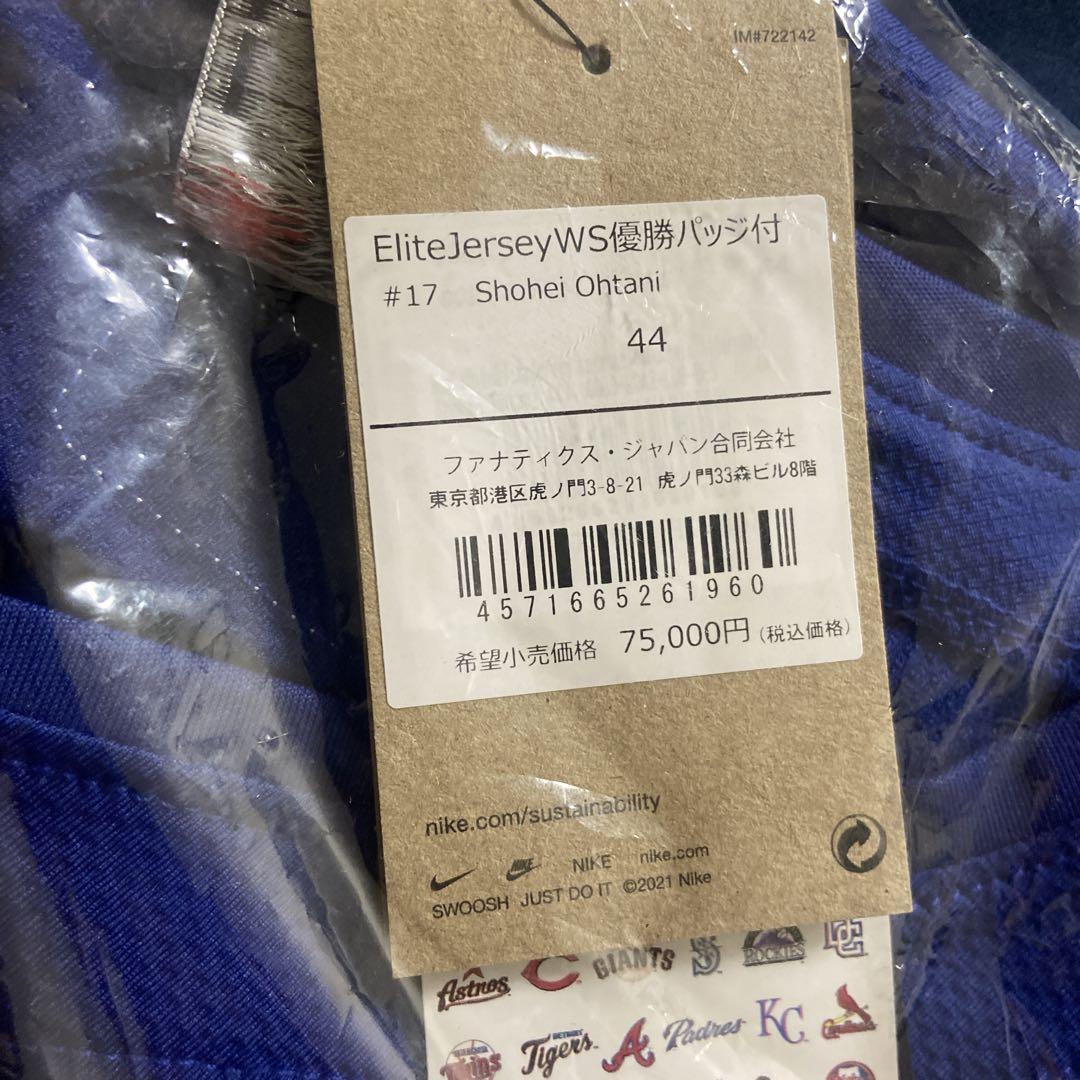 IM#722142
EliteJerseyWS優勝パッジ付
#17 Shohei Ohtani
44
ファナティクス・ジャパン合同会社
東京都港区虎ノ門3-8-21 虎ノ門33森ビル8階
4571665261960
希望小売価格 75,000円(税込価格)
nike.com/sustainability
NIKE NIKE nike.com
SWOOSH JUST DO IT ©2021 Nike
Astros C GIANTS S ROCKIES DC
Twins DETROIT Tigers A Padres KC Cardinals